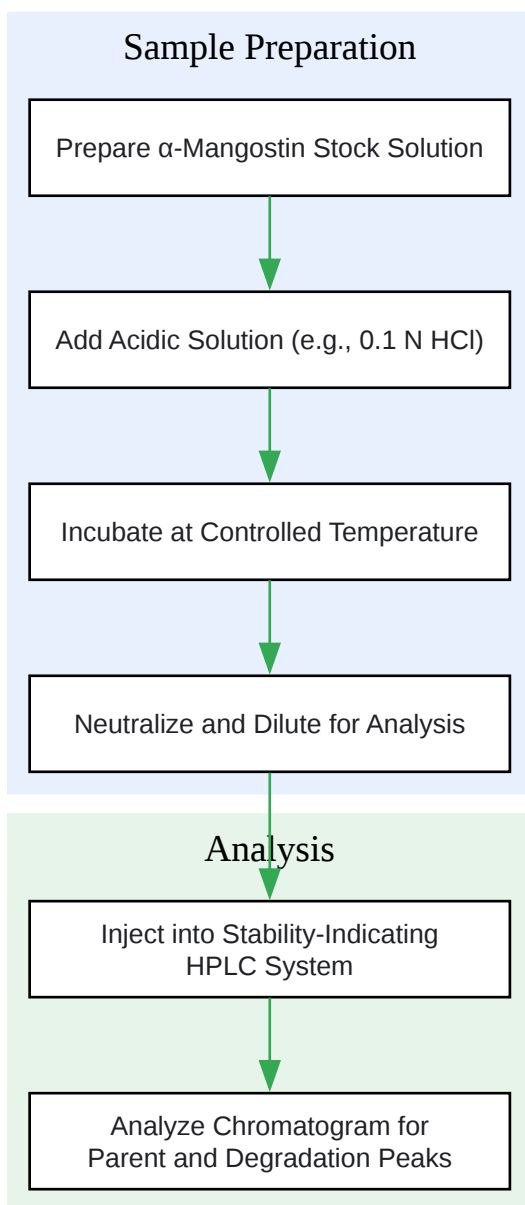 Sample Preparation
Prepare α-Mangostin Stock Solution
Add Acidic Solution (e.g., 0.1 N HCl)
Incubate at Controlled Temperature
Neutralize and Dilute for Analysis
Analysis
Inject into Stability-Indicating
HPLC System
Analyze Chromatogram for
Parent and Degradation Peaks